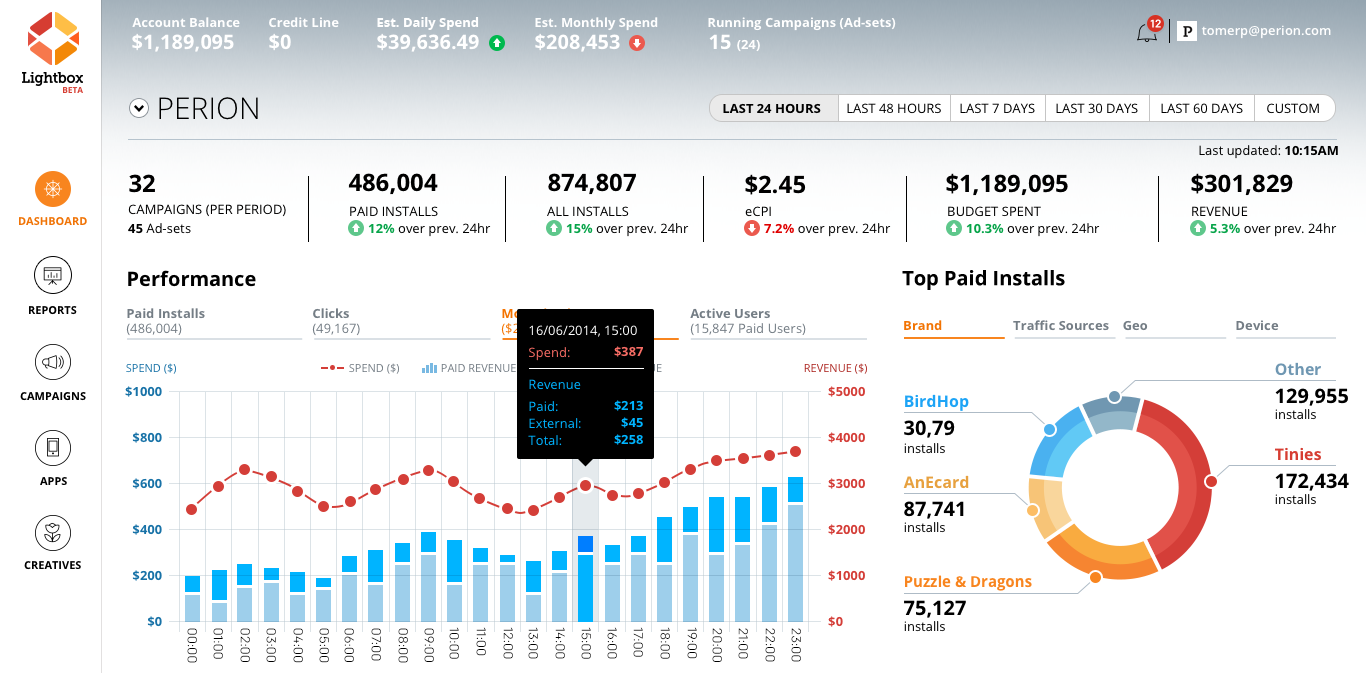 Lightbox
BETA
Account Balance
$1,189,095
Credit Line
$0
Est. Daily Spend
$39,636.49
Est. Monthly Spend
$208,453
Running Campaigns (Ad-sets)
15 (24)
12
P
tomerp@perion.com
PERION
LAST 24 HOURS
LAST 48 HOURS
LAST 7 DAYS
LAST 30 DAYS
LAST 60 DAYS
CUSTOM
Last updated: 10:15AM
DASHBOARD
REPORTS
CAMPAIGNS
APPS
CREATIVES
32
CAMPAIGNS (PER PERIOD)
45 Ad-sets
486,004
PAID INSTALLS
12% over prev. 24hr
874,807
ALL INSTALLS
15% over prev. 24hr
$2.45
eCPI
7.2% over prev. 24hr
$1,189,095
BUDGET SPENT
10.3% over prev. 24hr
$301,829
REVENUE
5.3% over prev. 24hr
Performance
Paid Installs
(486,004)
Clicks
(49,167)
Active Users
(15,847 Paid Users)
SPEND ($)
SPEND ($)
PAID REVENUE
REVENUE ($)
16/06/2014, 15:00
Spend: $387
Revenue
Paid: $213
External: $45
Total: $258
$1000
$800
$600
$400
$200
$0
$5000
$4000
$3000
$2000
$1000
$0
00:00
01:00
02:00
03:00
04:00
05:00
06:00
07:00
08:00
09:00
10:00
11:00
12:00
13:00
14:00
15:00
16:00
17:00
18:00
19:00
20:00
21:00
22:00
23:00
Top Paid Installs
Brand
Traffic Sources
Geo
Device
BirdHop
30,79
installs
AnEcard
87,741
installs
Puzzle & Dragons
75,127
installs
Other
129,955
installs
Tinies
172,434
installs